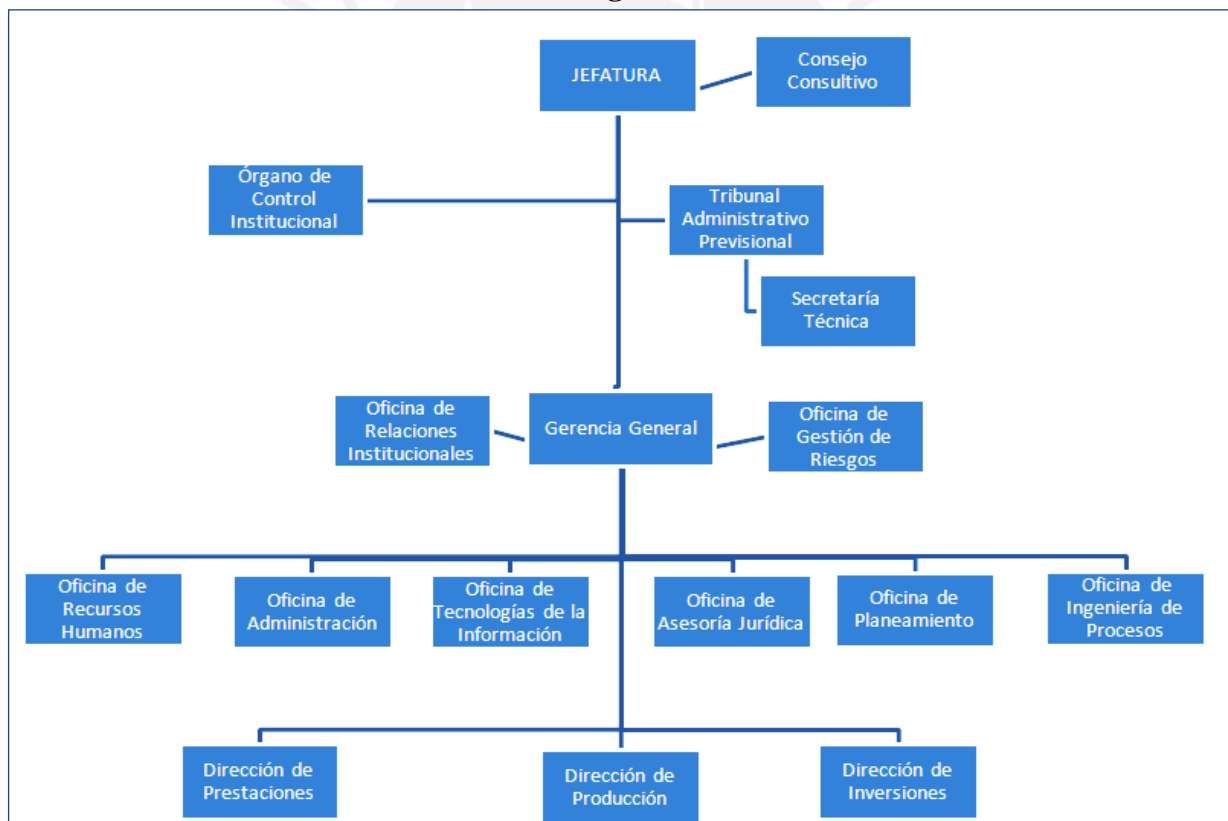 JEFATURA
Consejo
Consultivo
Órgano de
Control
Institucional
Tribunal
Administrativo
Previsional
Secretaría
Técnica
Oficina de
Relaciones
Institucionales
Gerencia General
Oficina de
Gestión de
Riesgos
Oficina de
Recursos
Humanos
Oficina de
Administración
Oficina de
Tecnologías de la
Información
Oficina de
Asesoría Jurídica
Oficina de
Planeamiento
Oficina de
Ingeniería de
Procesos
Dirección de
Prestaciones
Dirección de
Producción
Dirección de
Inversiones